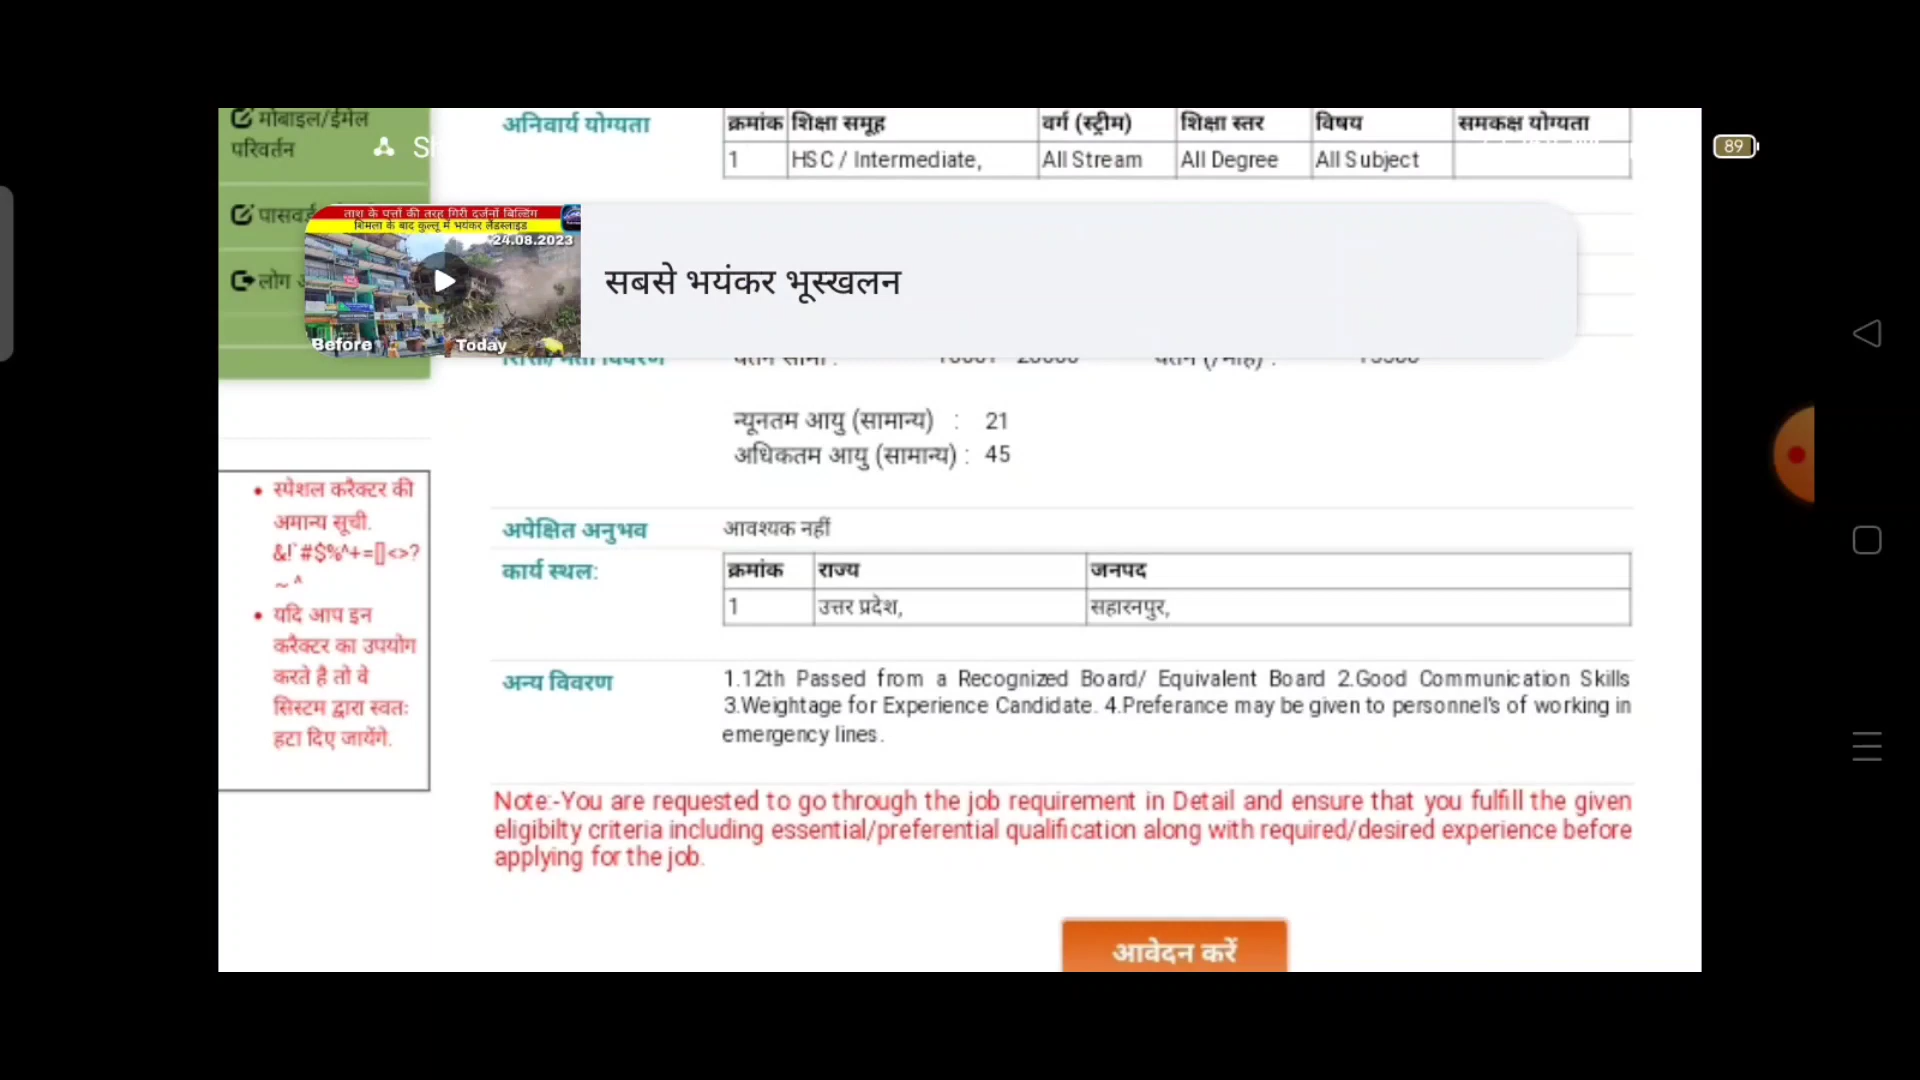 मोबाइल/ईमेल
परिवर्तन
लोग
अनिवार्य योग्यता
क्रमांक शिक्षा समूह वर्ग (स्ट्रीम) शिक्षा स्तर विषय समकक्ष योग्यता
1 HSC / Intermediate, All Stream All Degree All Subject
89
ताश के पत्तों की तरह गिरी दर्जनों बिल्डिंग
शिमला के बाद कुल्लू में भयंकर लैंडस्लाइड
24.08.2023
Before Today
सबसे भयंकर भूस्खलन
न्यूनतम आयु (सामान्य) : 21
अधिकतम आयु (सामान्य) : 45
अपेक्षित अनुभव आवश्यक नहीं
कार्य स्थल:
क्रमांक राज्य जनपद
1 उत्तर प्रदेश, सहारनपुर,
अन्य विवरण
1.12th Passed from a Recognized Board/ Equivalent Board 2.Good Communication Skills
3.Weightage for Experience Candidate. 4.Preferance may be given to personnel's of working in
emergency lines.
• स्पेशल करैक्टर की
अमान्य सूची.
&!`#$%^+=[]<>?
~ ^
• यदि आप इन
करैक्टर का उपयोग
करते है तो वे
सिस्टम द्वारा स्वतः
हटा दिए जायेंगे.
Note:-You are requested to go through the job requirement in Detail and ensure that you fulfill the given
eligibilty criteria including essential/preferential qualification along with required/desired experience before
applying for the job.
आवेदन करें